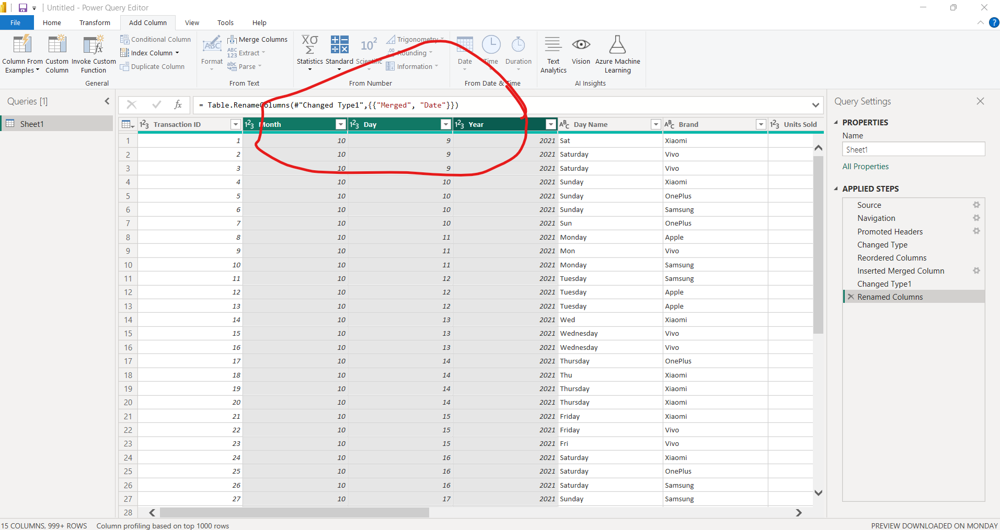 Untitled - Power Query Editor
File Home Transform Add Column View Tools Help
Column From Examples
Custom Column
Invoke Custom Function
Conditional Column
Index Column
Duplicate Column
General
Format
Merge Columns
Extract
Parse
From Text
Statistics
Standard
Scientific
Trigonometry
Rounding
Information
From Number
Date
Time
Duration
From Date & Time
Text Analytics
Vision
Azure Machine Learning
AI Insights
Queries [1]
Sheet1
fx = Table.RenameColumns(#"Changed Type1",{{"Merged", "Date"}})
Transaction ID Month Day Year Day Name Brand Units Sold
1 1 10 9 2021 Sat Xiaomi
2 2 10 9 2021 Saturday Vivo
3 3 10 9 2021 Saturday Vivo
4 4 10 10 2021 Sunday Xiaomi
5 5 10 10 2021 Sunday OnePlus
6 6 10 10 2021 Sunday Samsung
7 7 10 10 2021 Sun OnePlus
8 8 10 11 2021 Monday Apple
9 9 10 11 2021 Mon Vivo
10 10 10 11 2021 Monday Samsung
11 11 10 12 2021 Tuesday Samsung
12 12 10 12 2021 Tuesday Apple
13 13 10 12 2021 Tuesday Apple
14 14 10 13 2021 Wed Xiaomi
15 15 10 13 2021 Wednesday Vivo
16 16 10 13 2021 Wednesday Vivo
17 17 10 14 2021 Thursday OnePlus
18 18 10 14 2021 Thu Xiaomi
19 19 10 14 2021 Thursday Xiaomi
20 20 10 14 2021 Thursday Xiaomi
21 21 10 15 2021 Friday Xiaomi
22 22 10 15 2021 Friday Vivo
23 23 10 15 2021 Fri Vivo
24 24 10 16 2021 Saturday Xiaomi
25 25 10 16 2021 Saturday OnePlus
26 26 10 16 2021 Saturday Samsung
27 27 10 17 2021 Sunday Samsung
28
Query Settings
PROPERTIES
Name
Sheet1
All Properties
APPLIED STEPS
Source
Navigation
Promoted Headers
Changed Type
Reordered Columns
Inserted Merged Column
Changed Type1
Renamed Columns
15 COLUMNS, 999+ ROWS Column profiling based on top 1000 rows
PREVIEW DOWNLOADED ON MONDAY